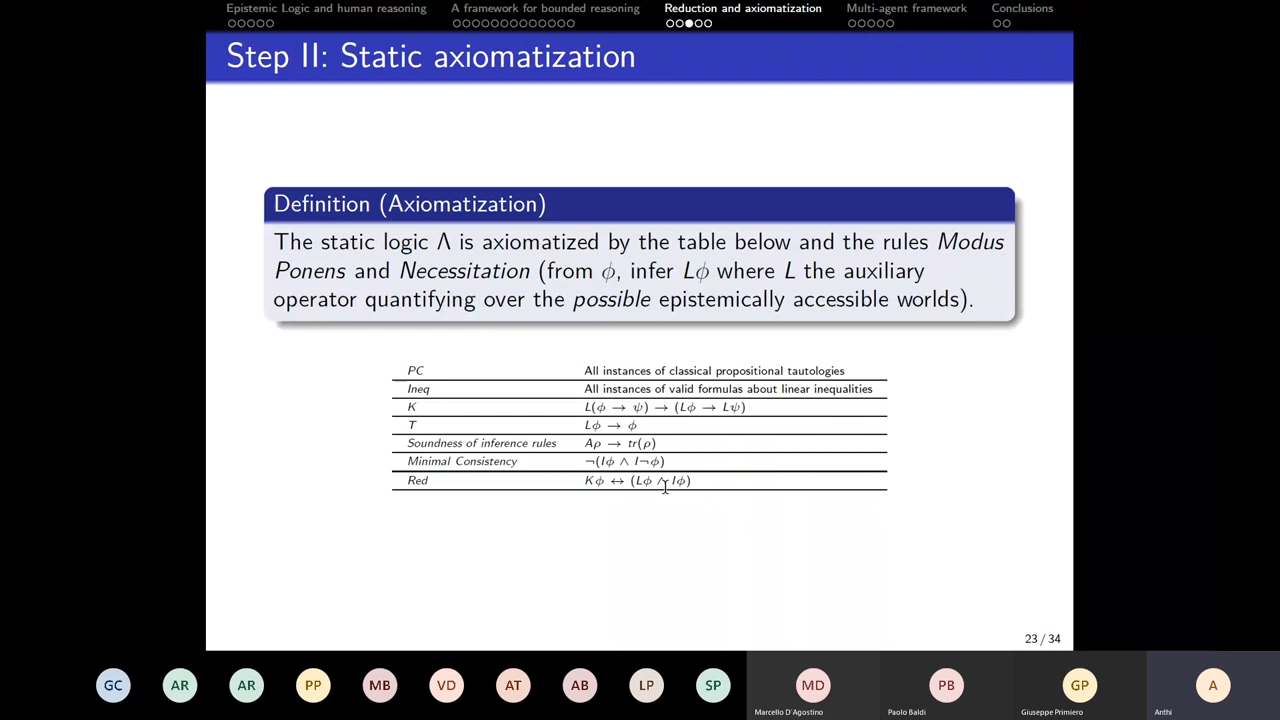 Epistemic Logic and human reasoning A framework for bounded reasoning Reduction and axiomatization Multi-agent framework Conclusions
Step II: Static axiomatization
Definition (Axiomatization)
The static logic Λ is axiomatized by the table below and the rules Modus
Ponens and Necessitation (from ϕ, infer Lϕ where L the auxiliary
operator quantifying over the possible epistemically accessible worlds).
PC All instances of classical propositional tautologies
Ineq All instances of valid formulas about linear inequalities
K L(ϕ → ψ) → (Lϕ → Lψ)
T Lϕ → ϕ
Soundness of inference rules Aρ → tr(ρ)
Minimal Consistency ¬(Iϕ ∧ I¬ϕ)
Red Kϕ ↔ (Lϕ ∧ Iϕ)
23 / 34
GC AR AR PP MB VD AT AB LP SP MD PB GP A
Marcello D'Agostino Paolo Baldi Giuseppe Primiero Anthi